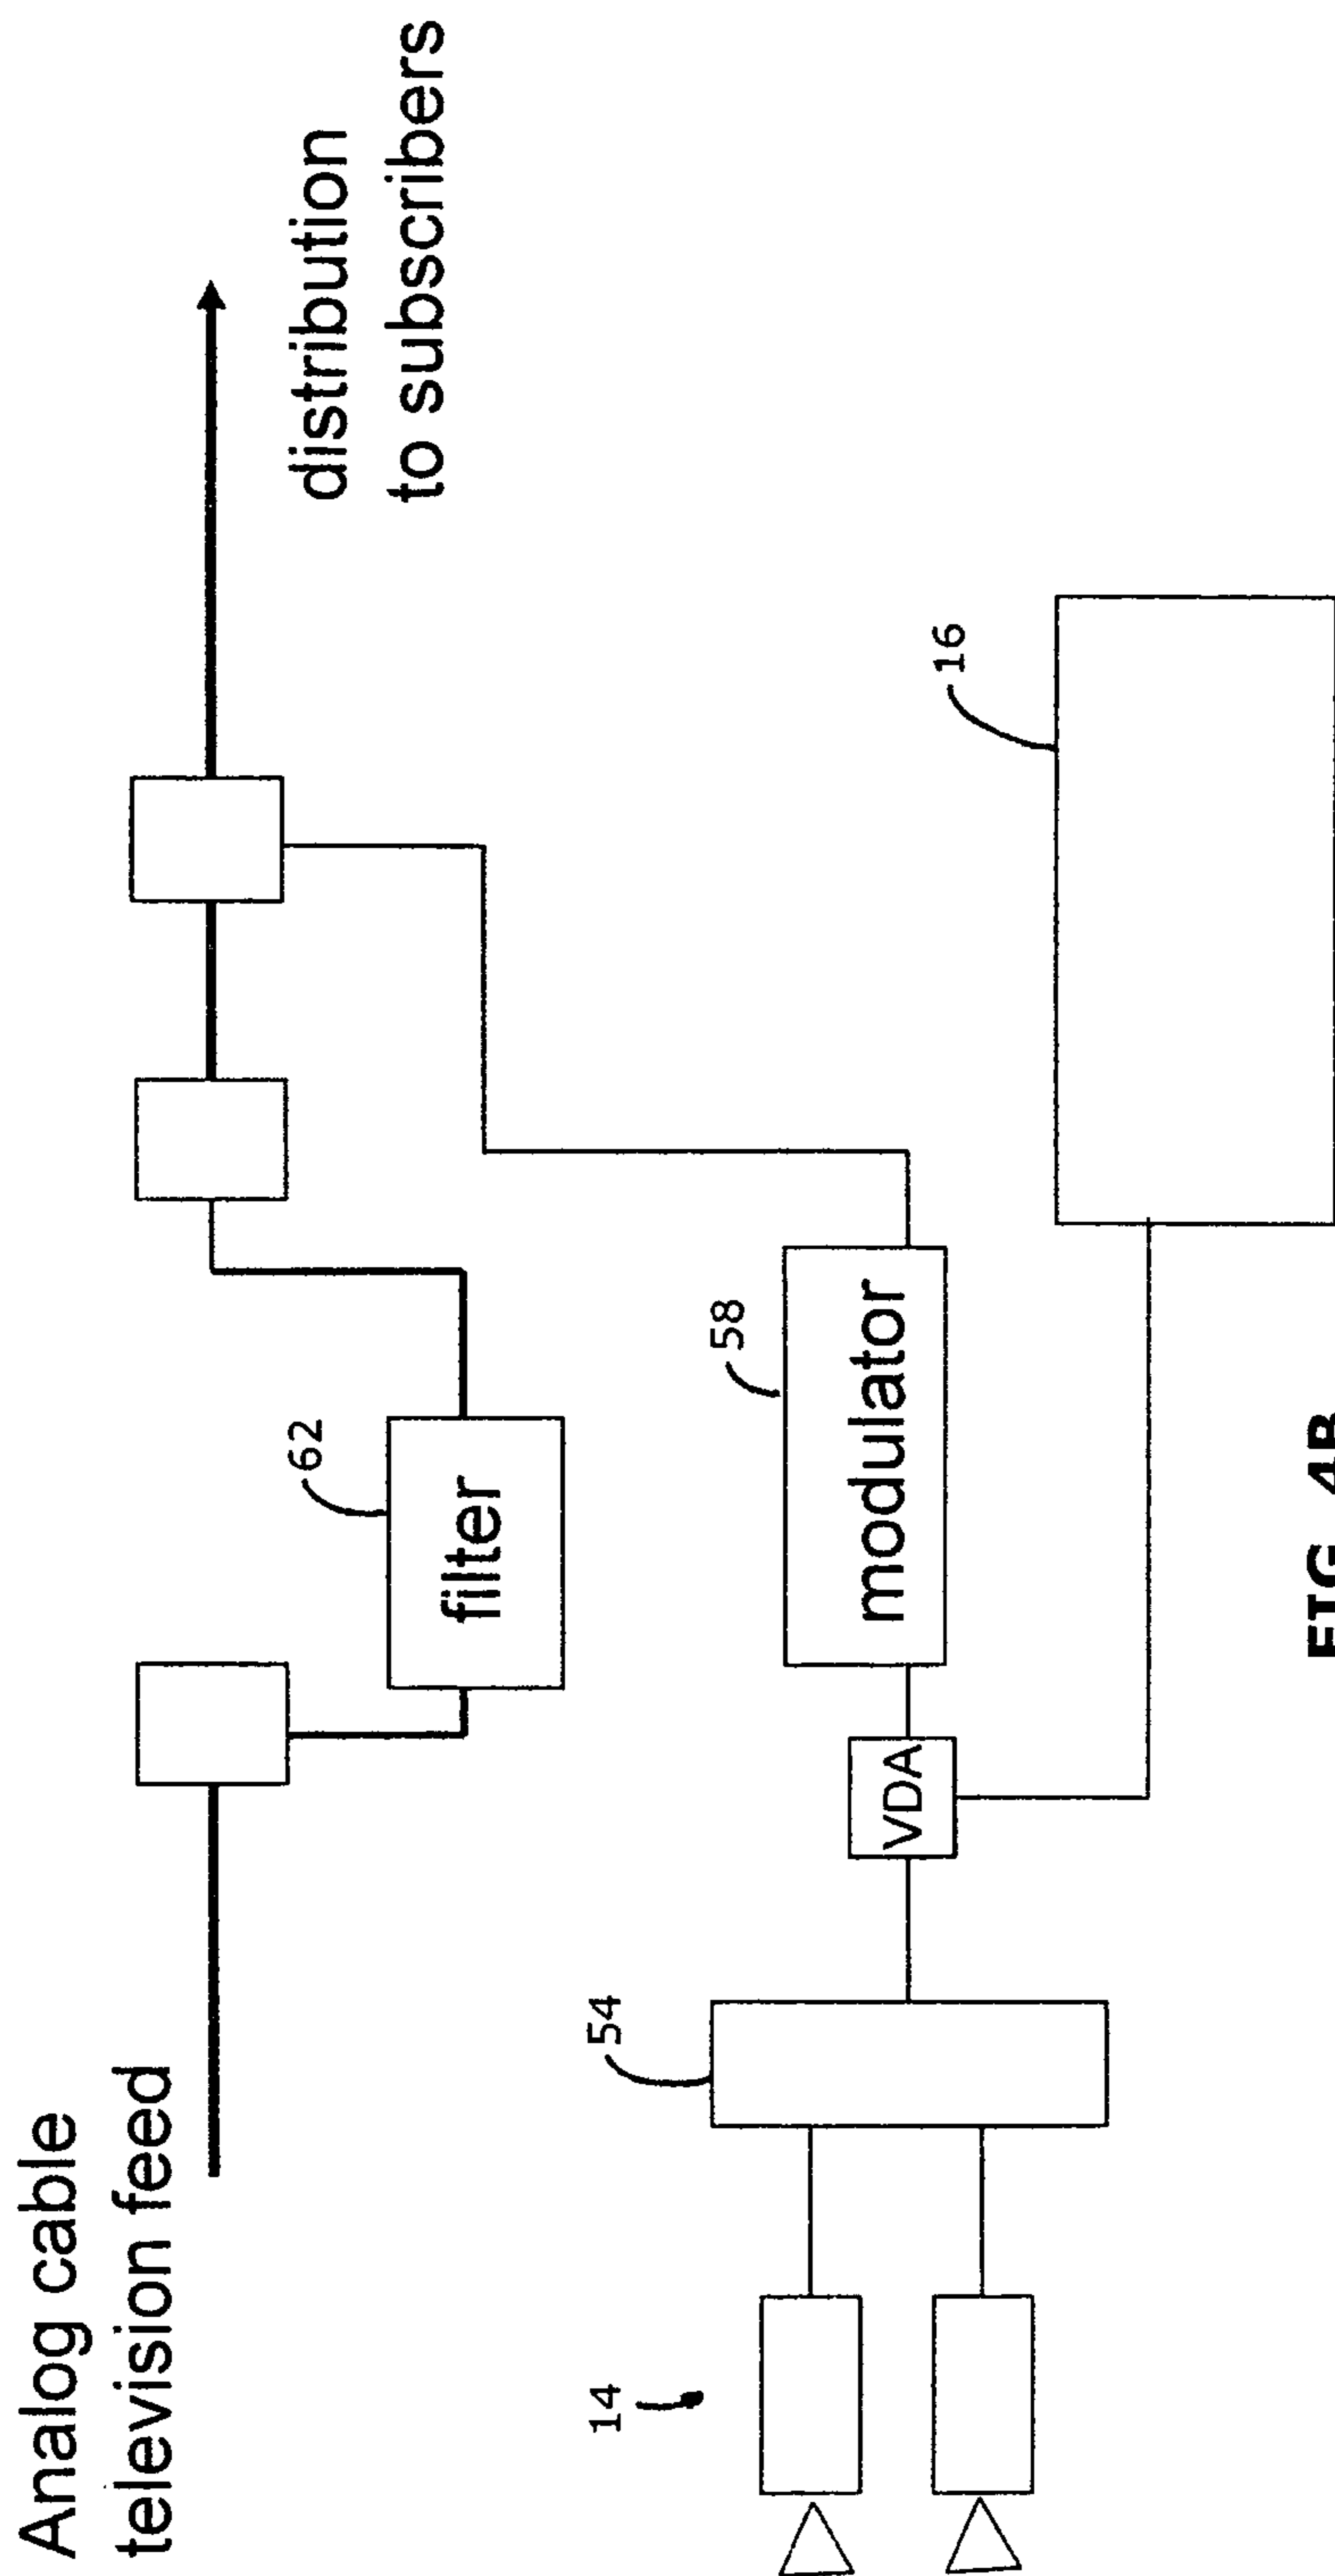 Analog cable
television feed
distribution
to subscribers
62
filter
58
modulator
VDA
54
14
16
FIG. 4B